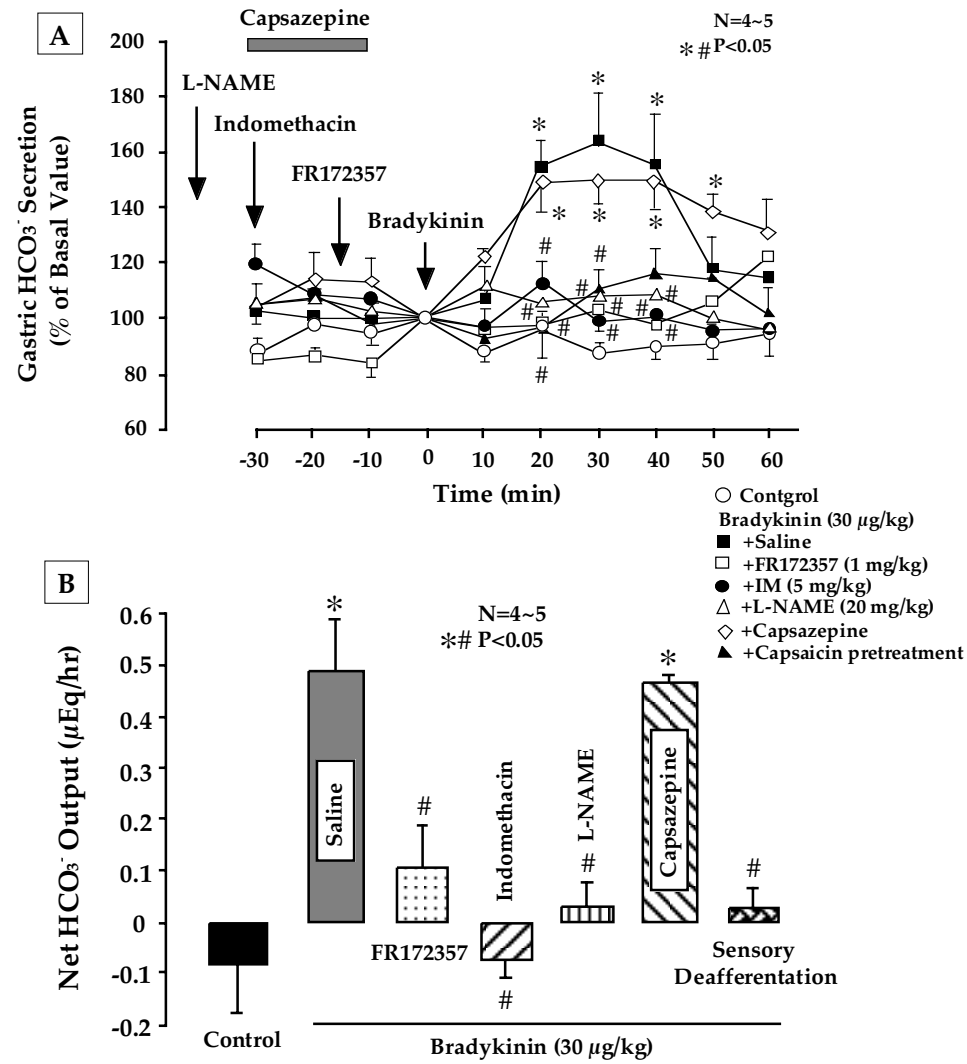 A
Capsazepine
N=4~5
* # P<0.05
L-NAME
Indomethacin
FR172357
Bradykinin
Gastric HCO₃⁻ Secretion
(% of Basal Value)
200
180
160
140
120
100
80
60
* * *
*
* * *
# #
# # # # #
# # #
#
-30 -20 -10 0 10 20 30 40 50 60
Time (min)
Contgrol
Bradykinin (30 µg/kg)
+Saline
+FR172357 (1 mg/kg)
+IM (5 mg/kg)
+L-NAME (20 mg/kg)
+Capsazepine
+Capsaicin pretreatment
B
N=4~5
*# P<0.05
Net HCO₃⁻ Output (µEq/hr)
0.6
0.5
0.4
0.3
0.2
0.1
0
-0.1
-0.2
*
Saline
#
FR172357
Indomethacin
#
L-NAME
#
*
Capsazepine
#
Sensory
Deafferentation
Control
Bradykinin (30 µg/kg)